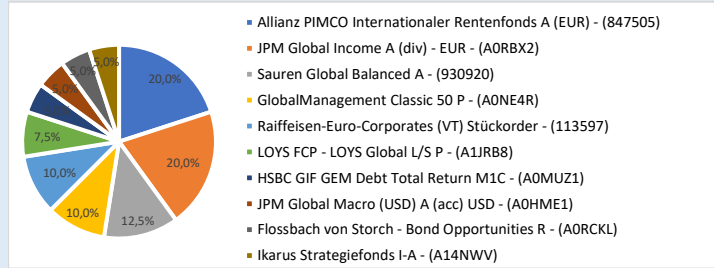 20,0%
20,0%
12,5%
10,0%
10,0%
7,5%
5,0%
5,0%
5,0%
Allianz PIMCO Internationaler Rentenfonds A (EUR) - (847505)
JPM Global Income A (div) - EUR - (A0RBX2)
Sauren Global Balanced A - (930920)
GlobalManagement Classic 50 P - (A0NE4R)
Raiffeisen-Euro-Corporates (VT) Stückorder - (113597)
LOYS FCP - LOYS Global L/S P - (A1JRB8)
HSBC GIF GEM Debt Total Return M1C - (A0MUZ1)
JPM Global Macro (USD) A (acc) USD - (A0HME1)
Flossbach von Storch - Bond Opportunities R - (A0RCKL)
Ikarus Strategiefonds I-A - (A14NWV)